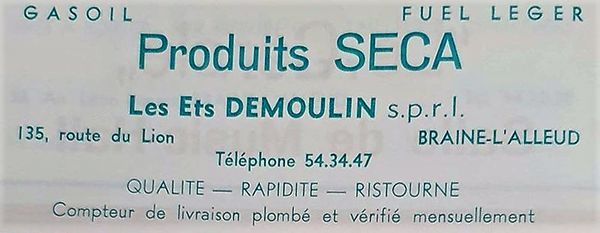 GASOIL FUEL LEGER
Produits SECA
Les Ets DEMOULIN s.p.r.l.
135, route du Lion BRAINE-L'ALLEUD
Téléphone 54.34.47
QUALITE — RAPIDITE — RISTOURNE
Compteur de livraison plombé et vérifié mensuellement